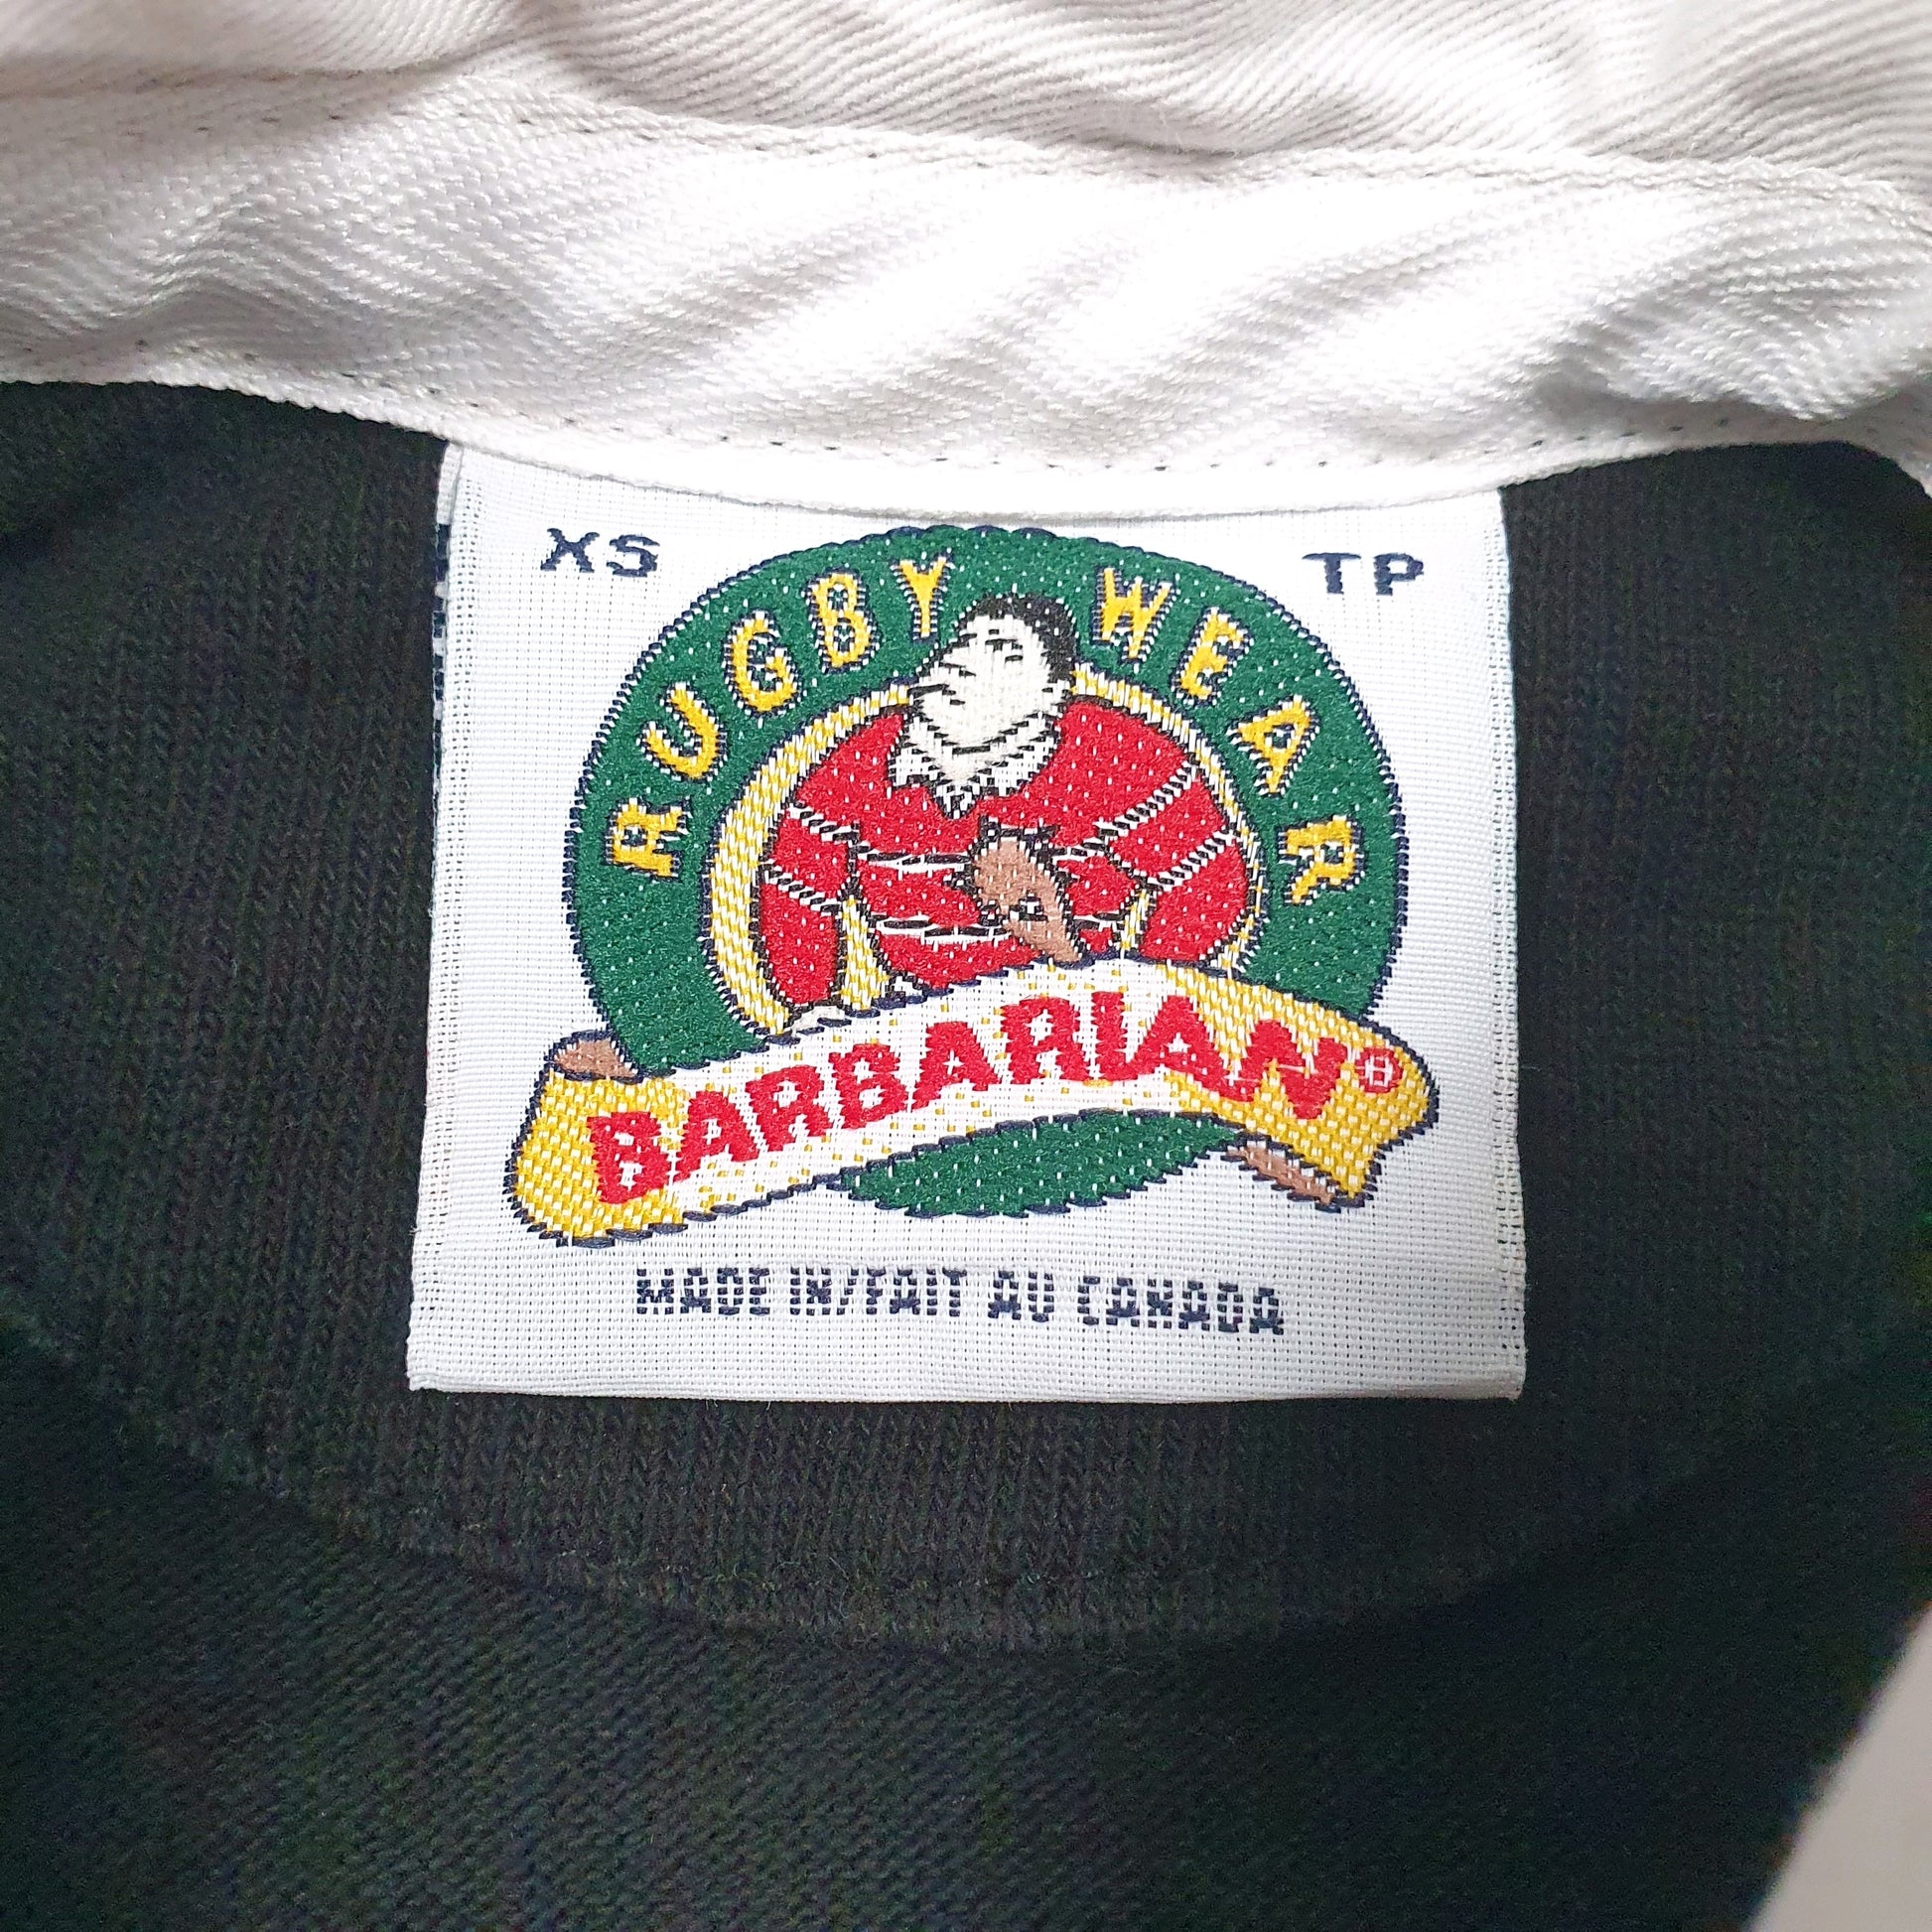 XS TP
RUGBY WEAR
BARBARIAN®
MADE IN/FAIT AU CANADA